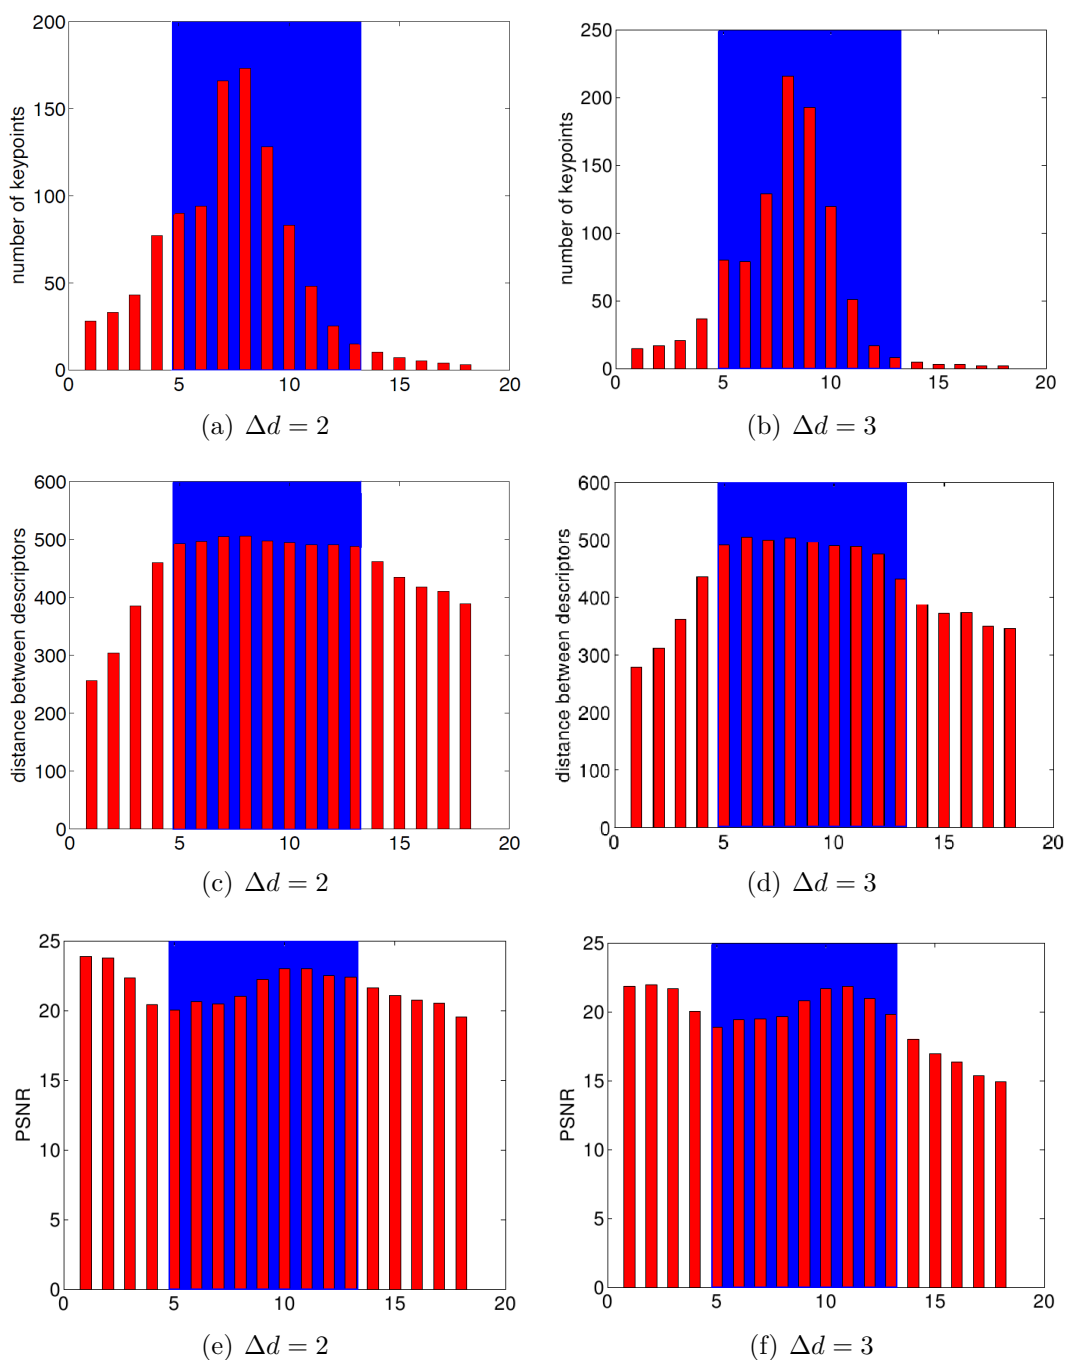 200
150
100
50
0
0 5 10 15 20
number of keypoints
(a) Δd = 2
250
200
150
100
50
0
0 5 10 15 20
number of keypoints
(b) Δd = 3
600
500
400
300
200
100
0
0 5 10 15 20
distance between descriptors
(c) Δd = 2
600
500
400
300
200
100
0
0 5 10 15 20
distance between descriptors
(d) Δd = 3
25
20
15
10
5
0
0 5 10 15 20
PSNR
(e) Δd = 2
25
20
15
10
5
0
0 5 10 15 20
PSNR
(f) Δd = 3